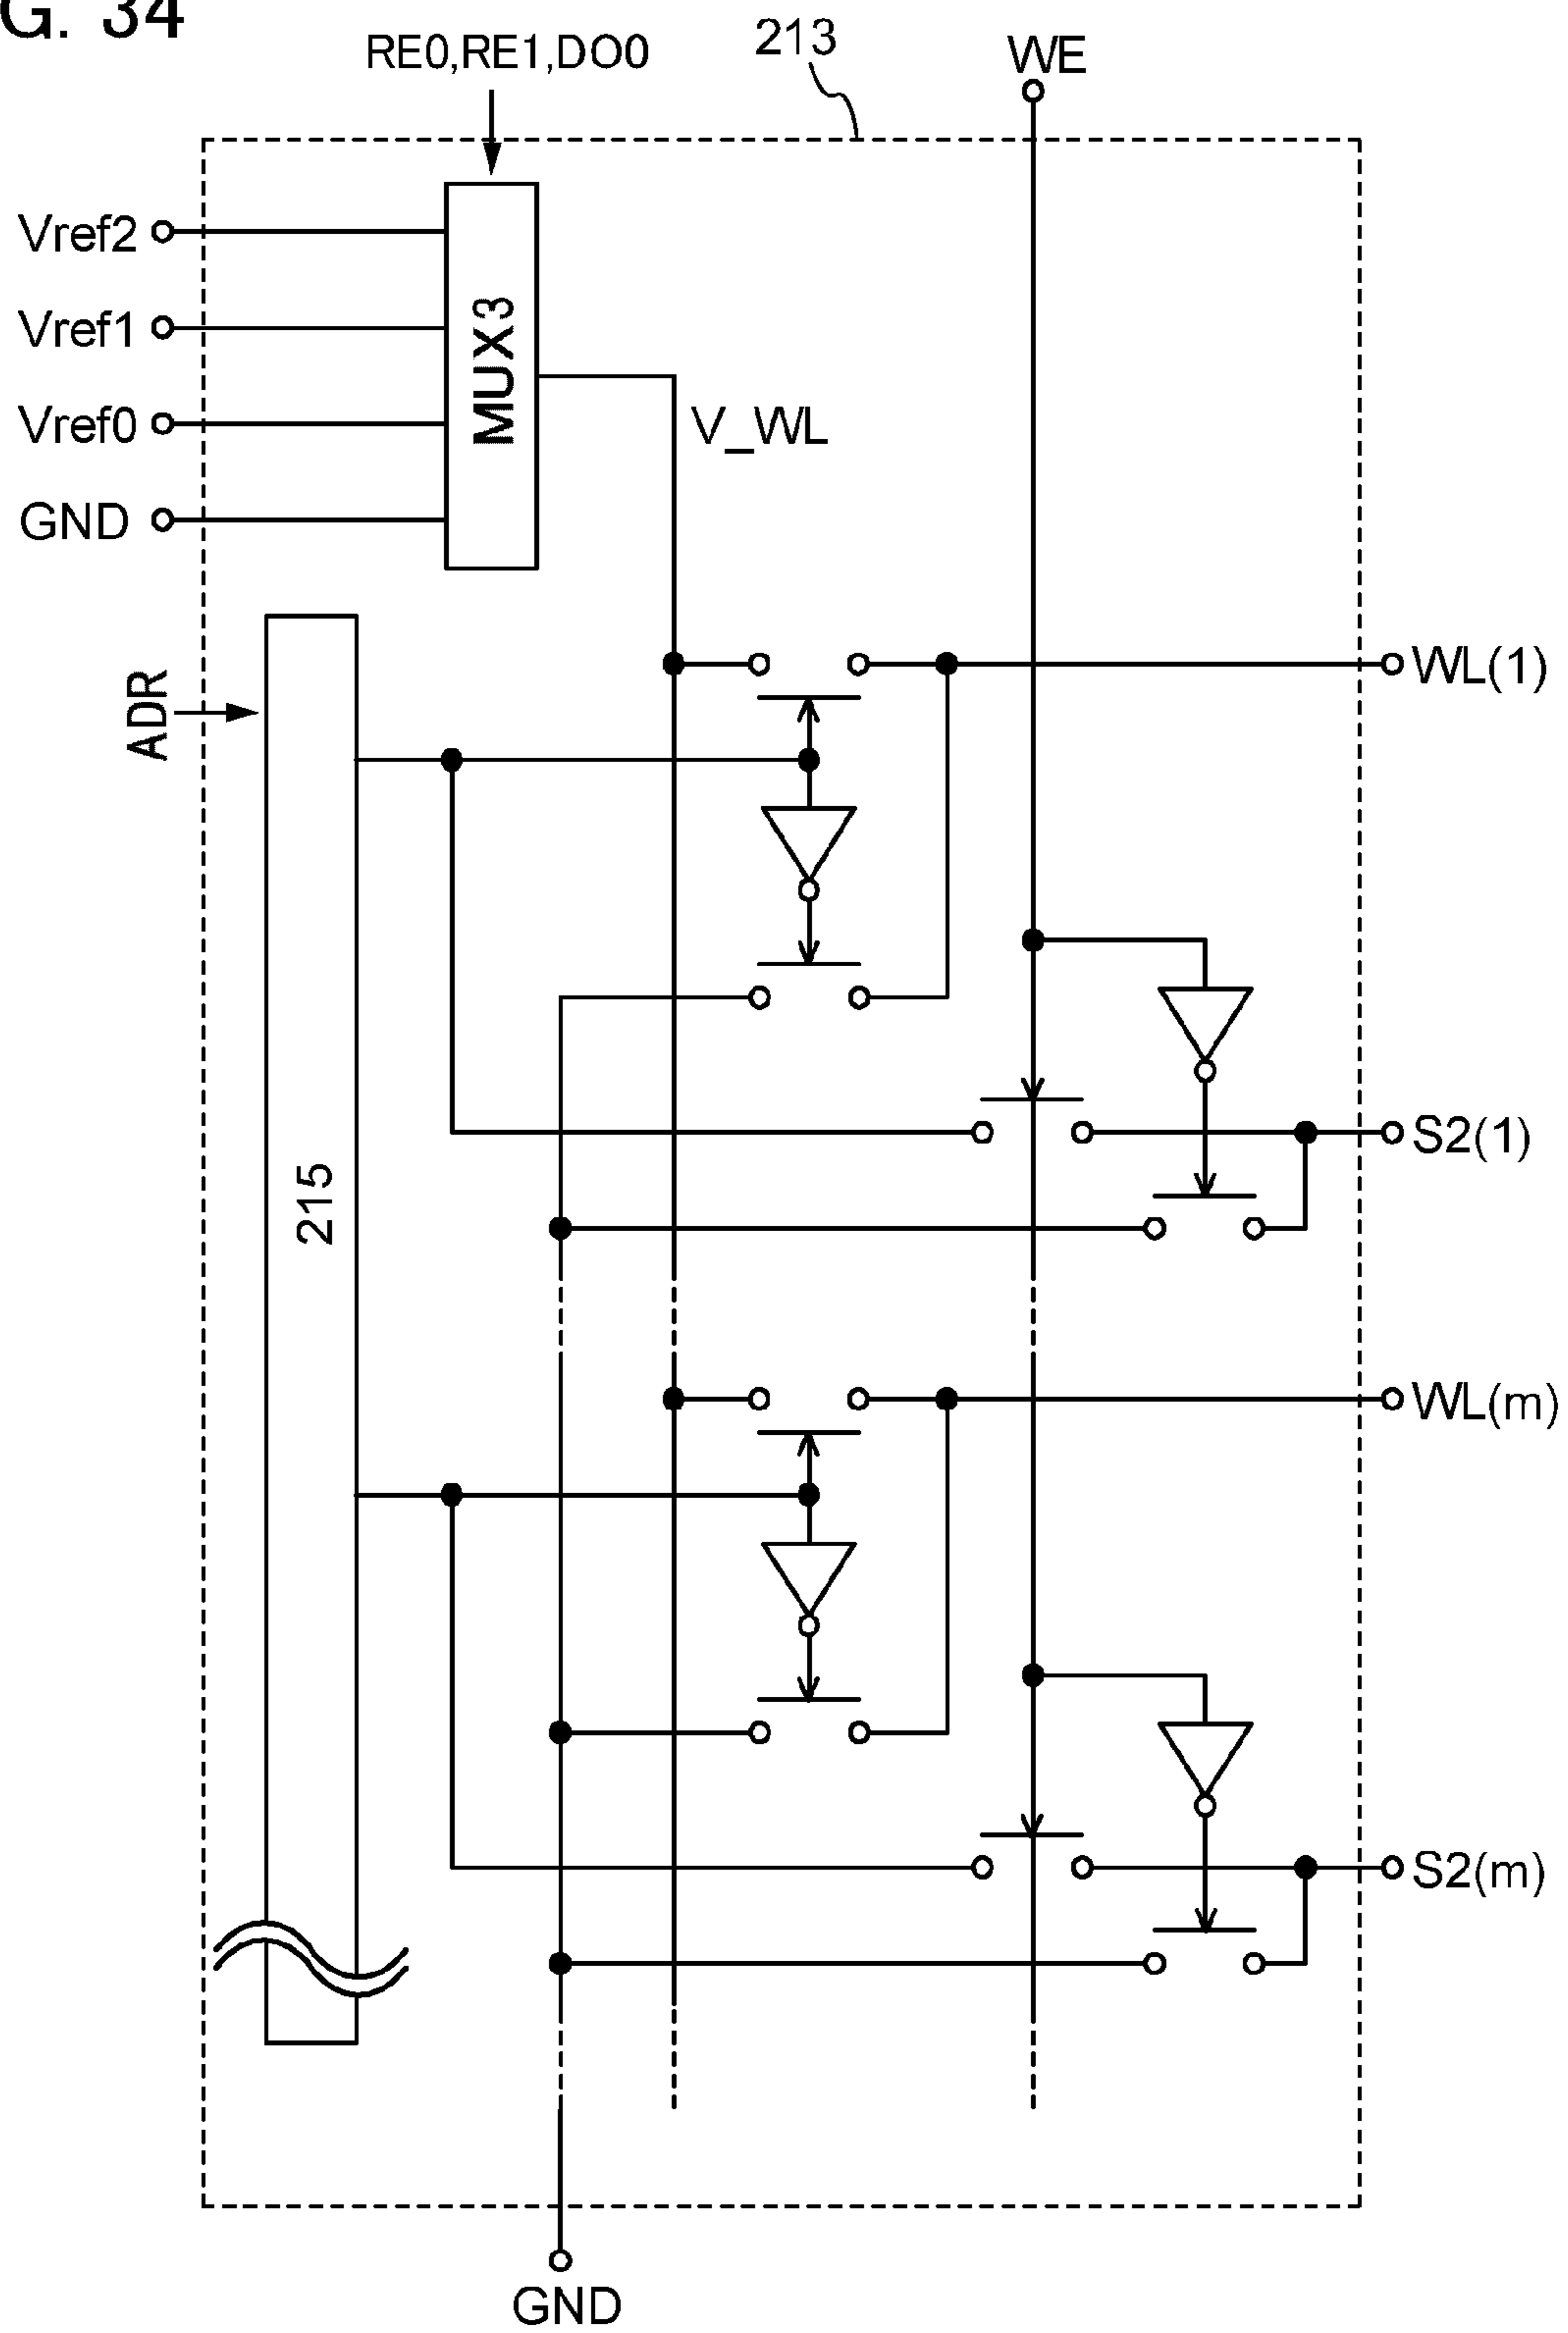 G. 34
RE0,RE1,DO0
213
WE
Vref2
Vref1
Vref0
GND
MUX3
V_WL
ADR
WL(1)
215
S2(1)
WL(m)
S2(m)
GND